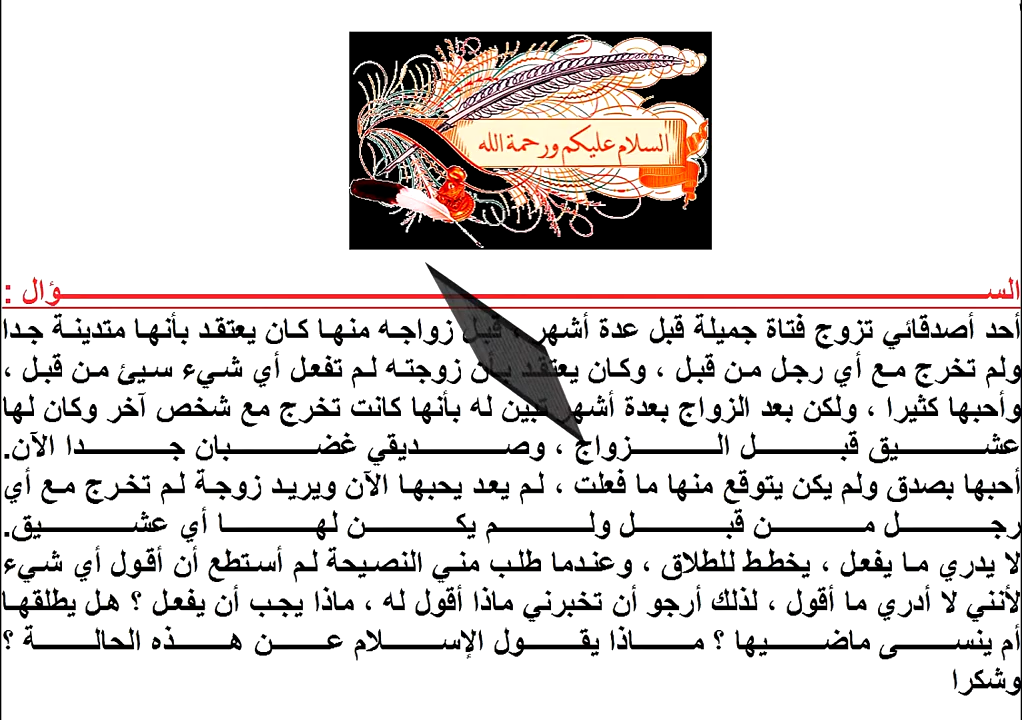 السلام عليكم ورحمة الله
السؤال :
أحد أصدقائي تزوج فتاة جميلة قبل عدة أشهر ، قبل زواجه منها كان يعتقد بأنها متدينة جدا
ولم تخرج مع أي رجل من قبل ، وكان يعتقد بأن زوجته لم تفعل أي شيء سيئ من قبل ،
وأحبها كثيرا ، ولكن بعد الزواج بعدة أشهر تبين له بأنها كانت تخرج مع شخص آخر وكان لها
عشيق قبل الزواج ، وصديقي غضبان جدا الآن.
أحبها بصدق ولم يكن يتوقع منها ما فعلت ، لم يعد يحبها الآن ويريد زوجة لم تخرج مع أي
رجل من قبل ولم يكن لها أي عشيق.
لا يدري ما يفعل ، يخطط للطلاق ، وعندما طلب مني النصيحة لم أستطع أن أقول أي شيء
لأنني لا أدري ما أقول ، لذلك أرجو أن تخبرني ماذا أقول له ، ماذا يجب أن يفعل ؟ هل يطلقها
أم ينسى ماضيها ؟ ماذا يقول الإسلام عن هذه الحالة ؟
وشكرا